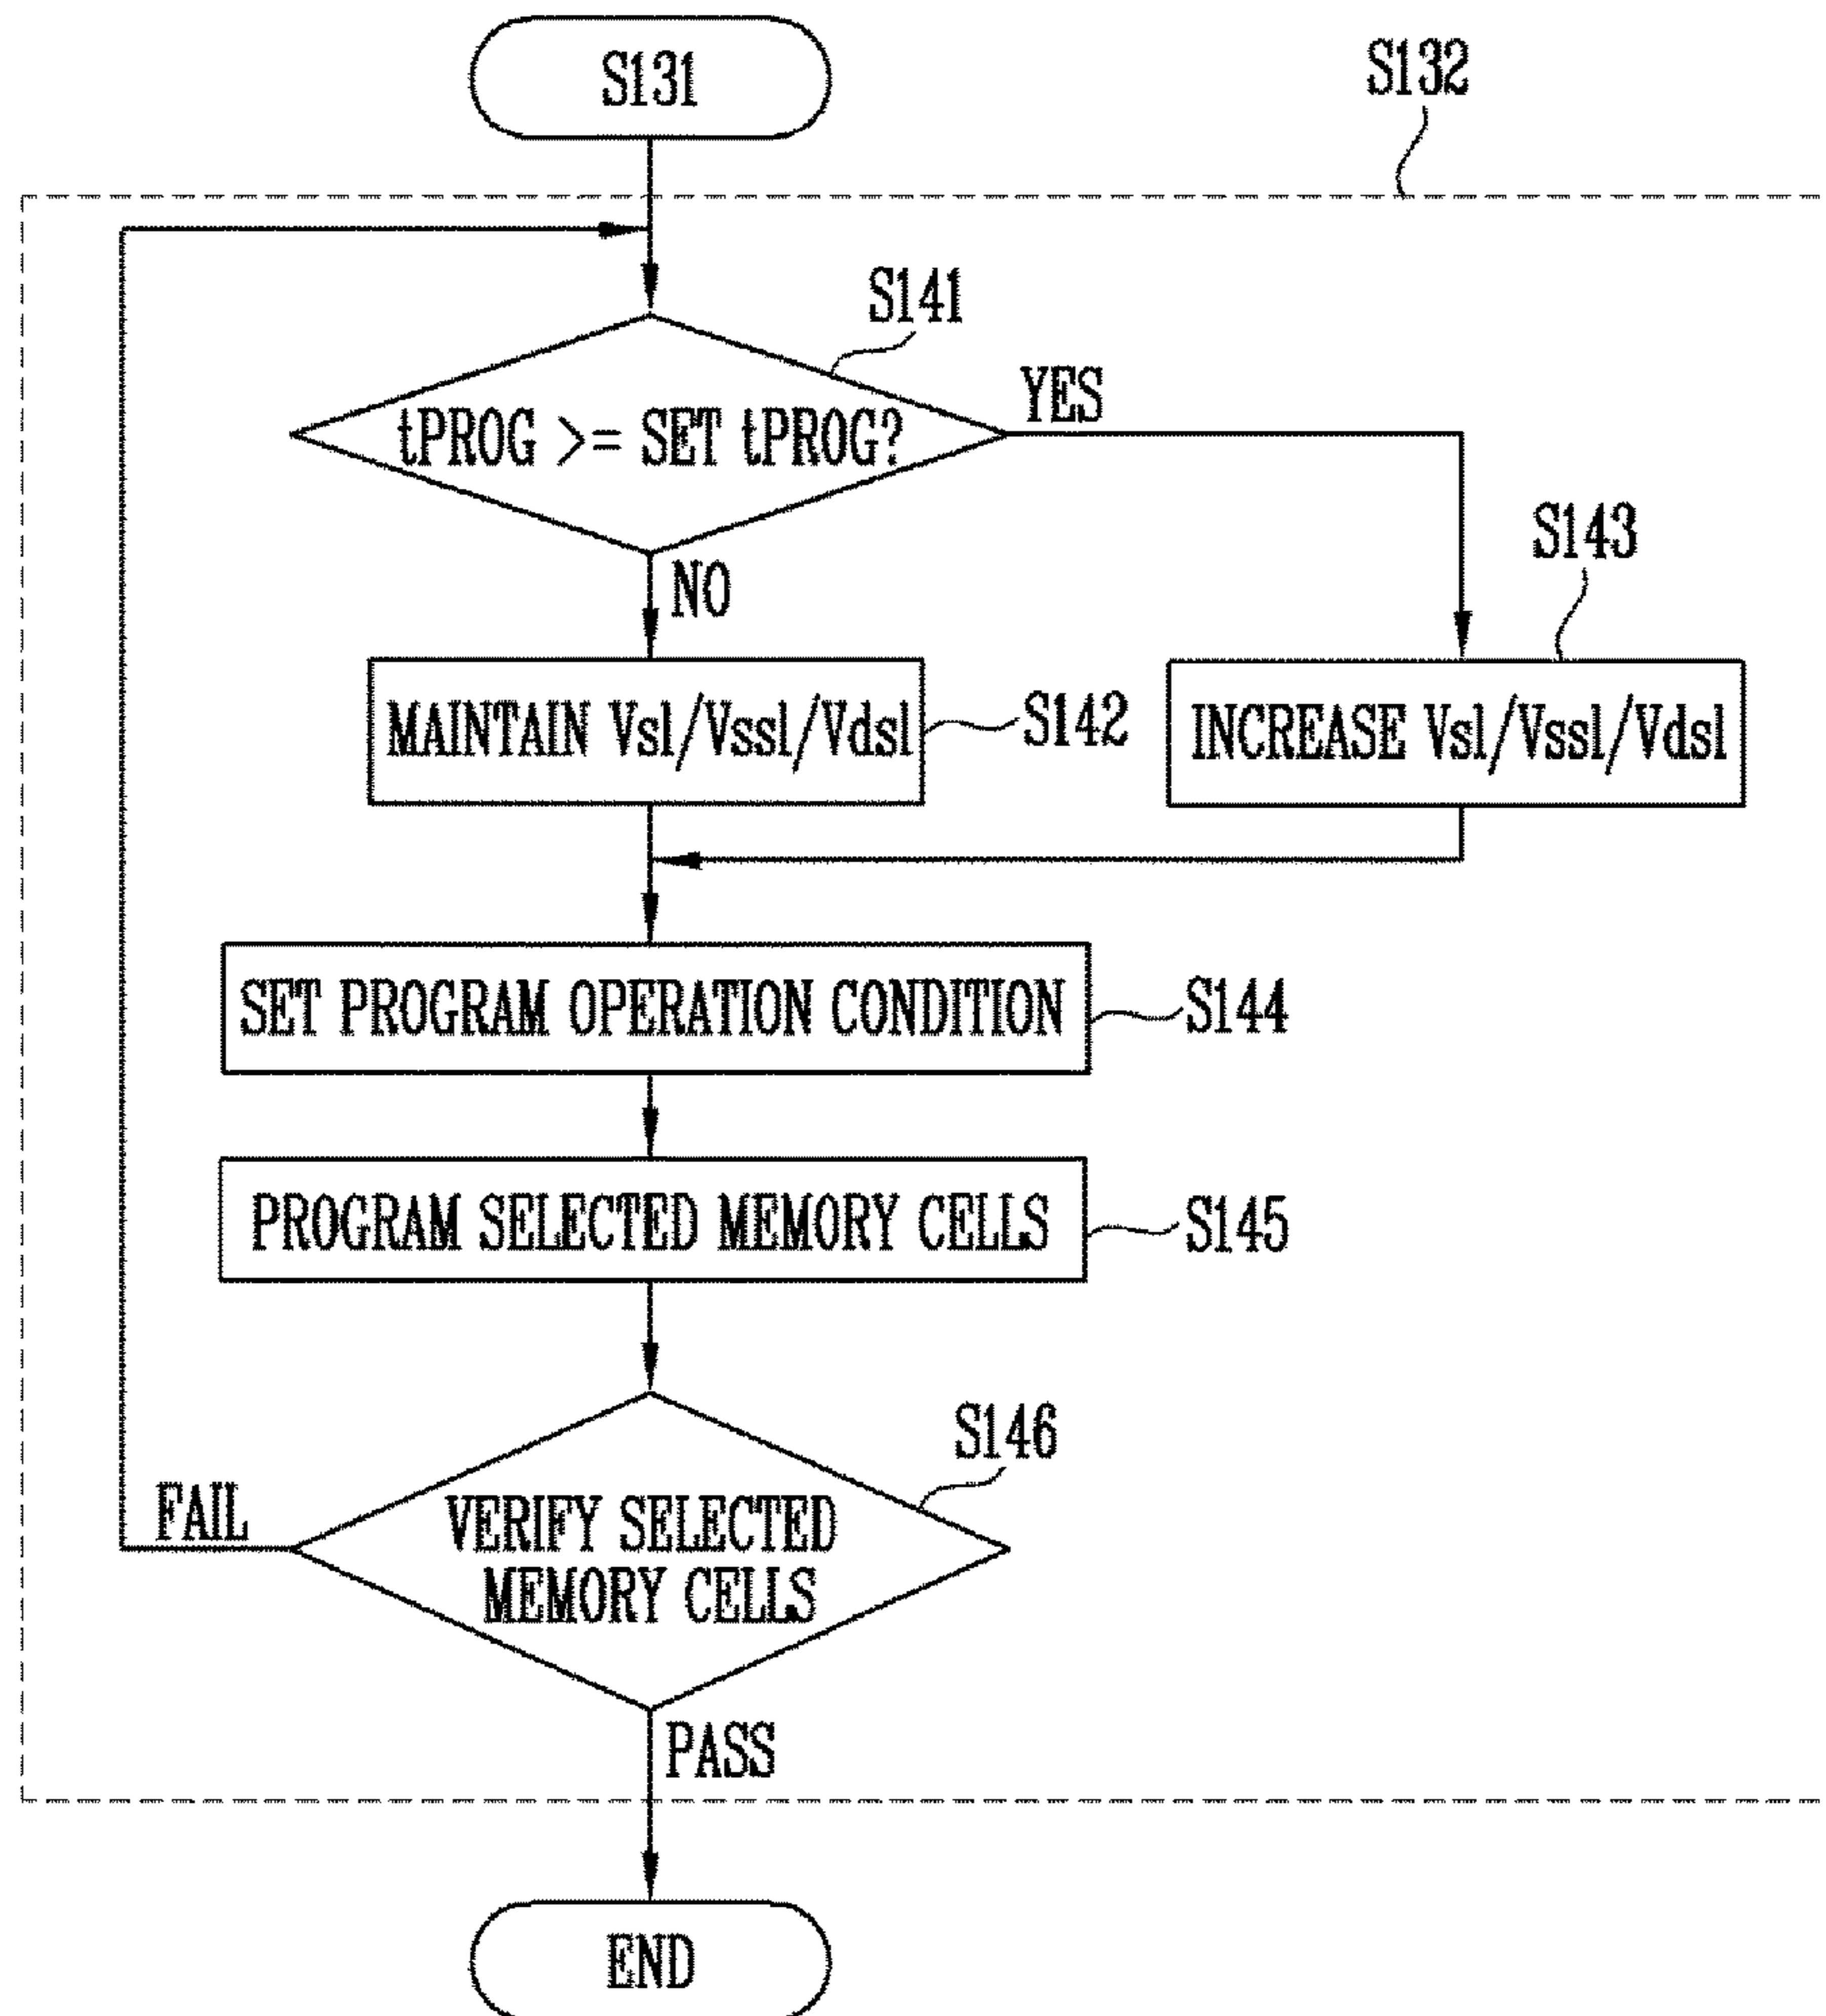 S131
S132
S141
tPROG >= SET tPROG?
YES
NO
S143
MAINTAIN Vsl/Vssl/Vdsl
S142
INCREASE Vsl/Vssl/Vdsl
SET PROGRAM OPERATION CONDITION
S144
PROGRAM SELECTED MEMORY CELLS
S145
S146
FAIL
VERIFY SELECTED
MEMORY CELLS
PASS
END